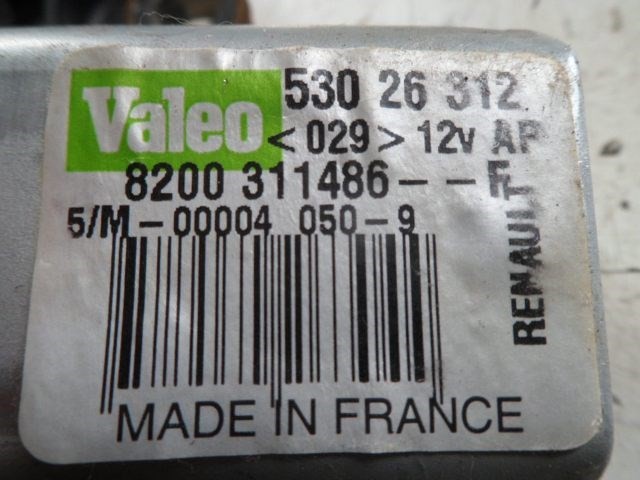 Valeo 530 26 312
<029> 12v AP
8200 311486--F
5/M-00004 050-9
RENAULT
MADE IN FRANCE